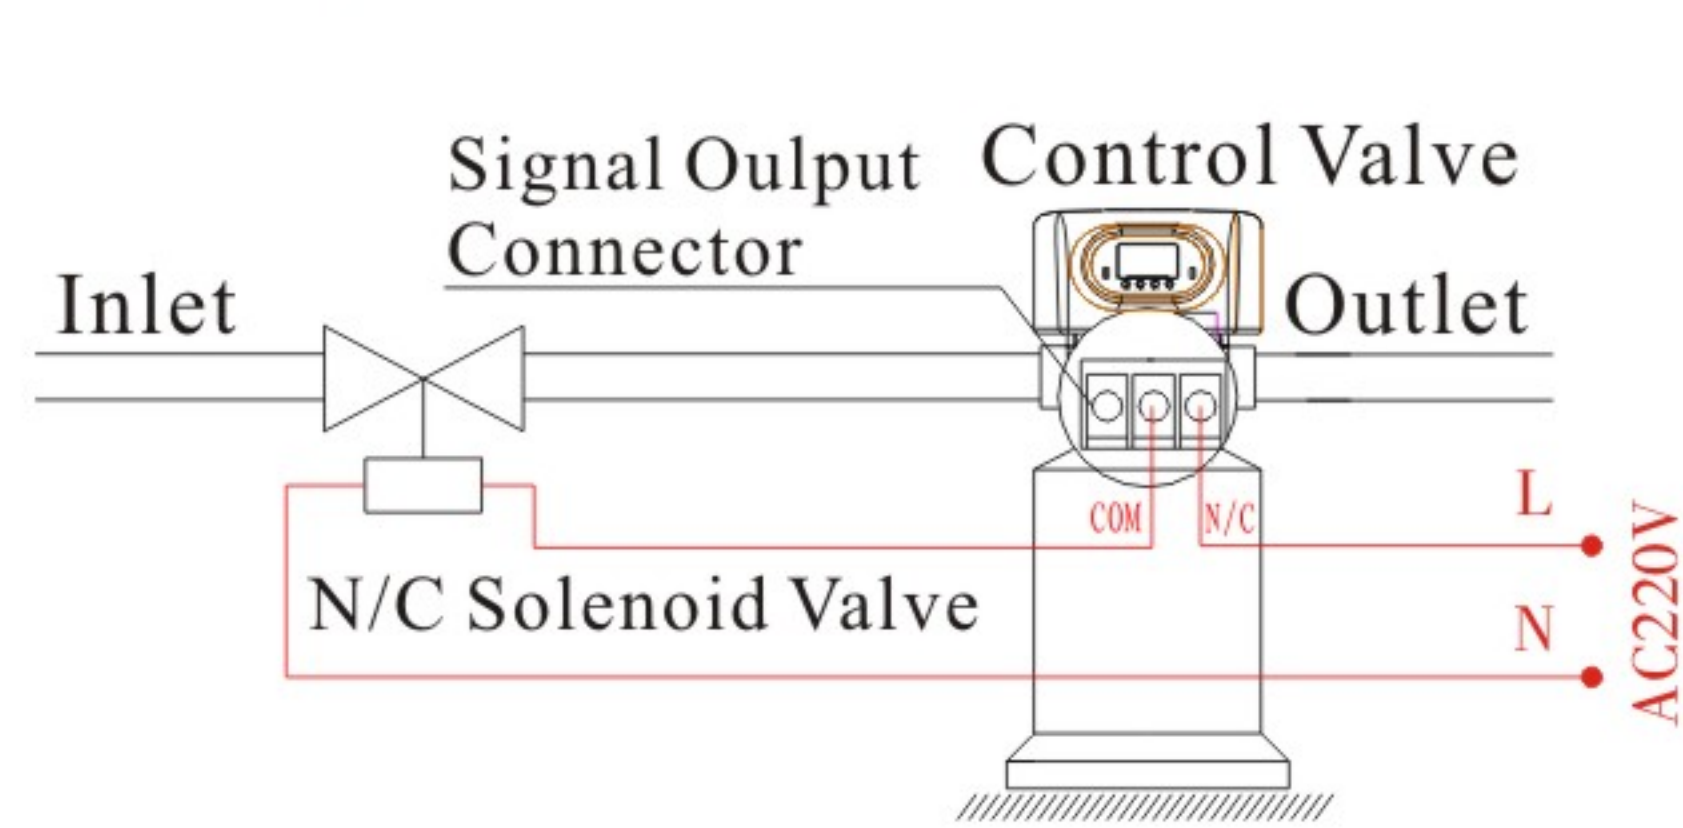 Signal Oulput
Connector
Control Valve
Inlet
Outlet
COM
N/C
L
N
AC220V
N/C Solenoid Valve